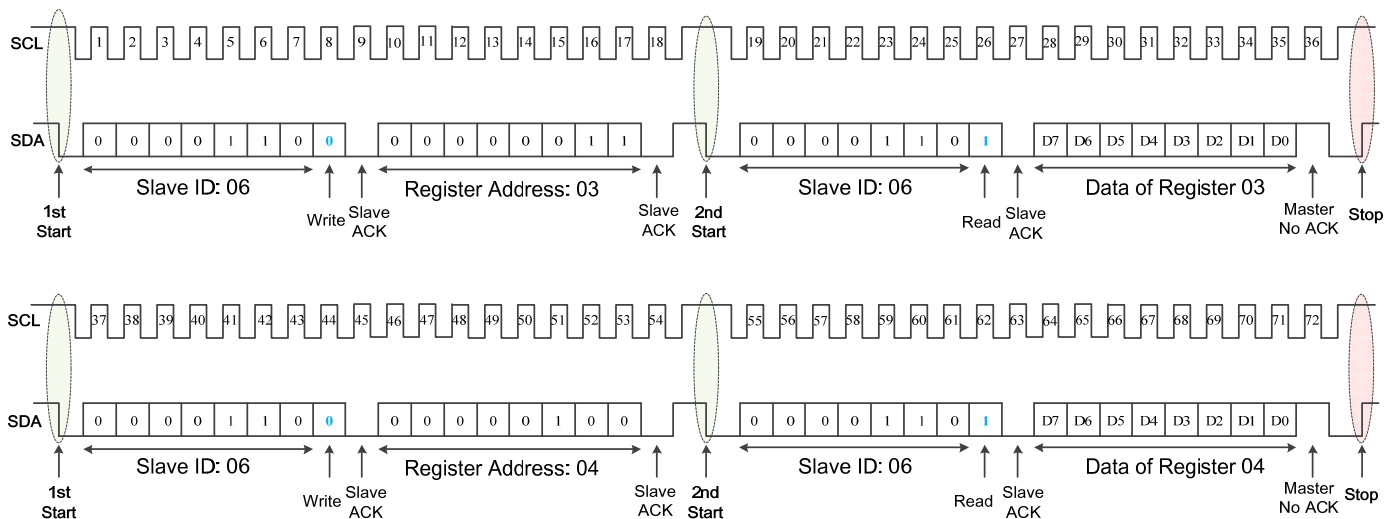 SCL 1 2 3 4 5 6 7 8 9 10 11 12 13 14 15 16 17 18 19 20 21 22 23 24 25 26 27 28 29 30 31 32 33 34 35 36
SDA 0 0 0 0 1 1 0 0 0 0 0 0 0 0 1 1 0 0 0 0 1 1 0 1 D7 D6 D5 D4 D3 D2 D1 D0
Slave ID: 06 Register Address: 03 Slave ID: 06 Data of Register 03
1st Start
Write
Slave ACK
Slave ACK
2nd Start
Read
Slave ACK
Master No ACK
Stop
SCL 37 38 39 40 41 42 43 44 45 46 47 48 49 50 51 52 53 54 55 56 57 58 59 60 61 62 63 64 65 66 67 68 69 70 71 72
SDA 0 0 0 0 1 1 0 0 0 0 0 0 0 1 0 0 0 0 0 0 1 1 0 1 D7 D6 D5 D4 D3 D2 D1 D0
Slave ID: 06 Register Address: 04 Slave ID: 06 Data of Register 04
1st Start
Write
Slave ACK
Slave ACK
2nd Start
Read
Slave ACK
Master No ACK
Stop